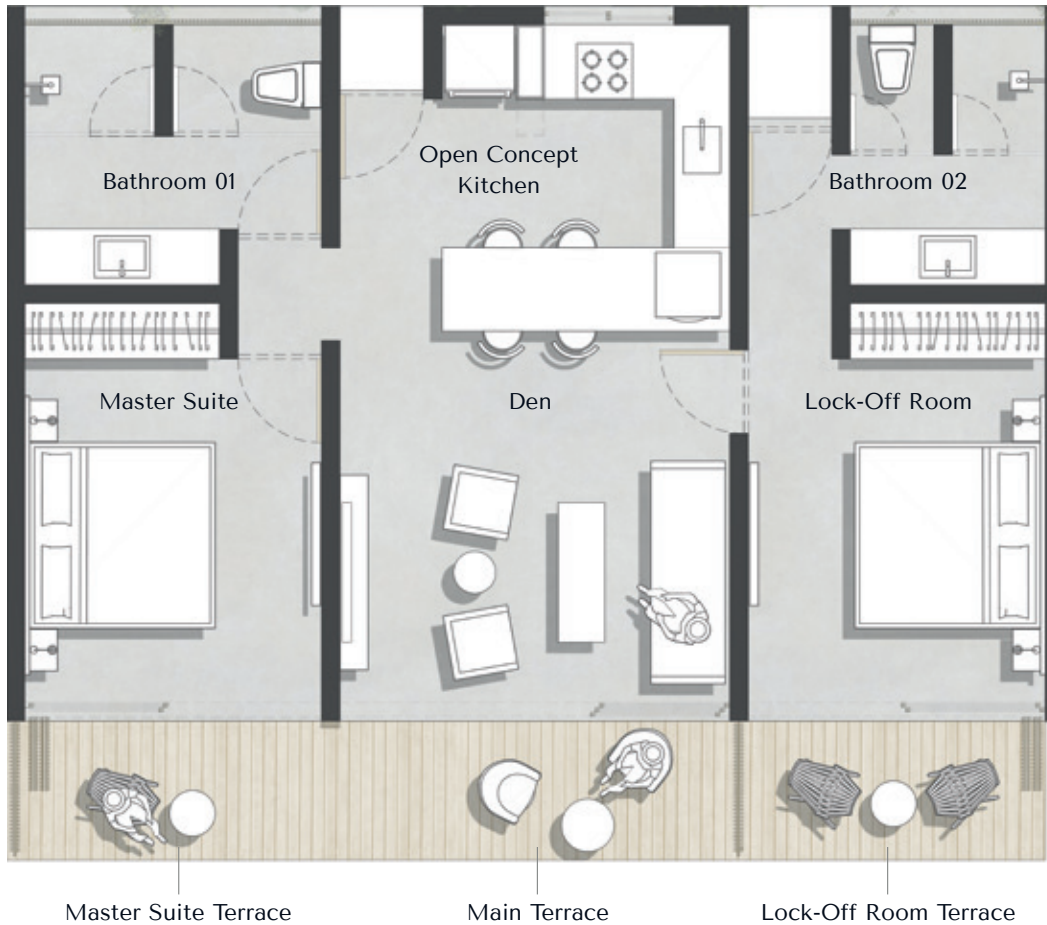 Open Concept
Kitchen
Bathroom 01
Bathroom 02
Master Suite
Den
Lock-Off Room
Master Suite Terrace
Main Terrace
Lock-Off Room Terrace